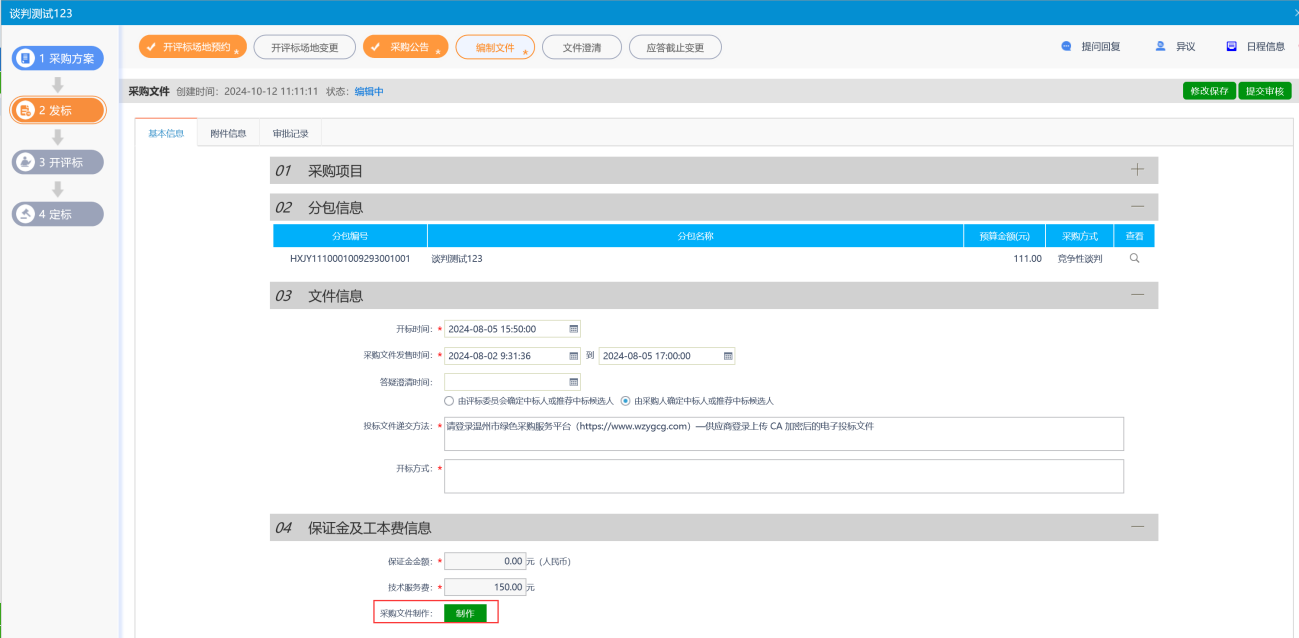 谈判测试123
1 采购方案
2 发标
3 开评标
4 定标
开评标场地预约 * 开评标场地变更 采购公告 * 编制文件 * 文件澄清 应答截止变更 提问回复 异议 日程信息
采购文件 创建时间：2024-10-12 11:11:11 状态：编辑中 修改保存 提交审核
基本信息 附件信息 审批记录
01 采购项目
02 分包信息
分包编号 分包名称 预算金额(元) 采购方式 查看
HXJY1110001009293001001 谈判测试123 111.00 竞争性谈判
03 文件信息
开标时间：* 2024-08-05 15:50:00
采购文件发售时间：* 2024-08-02 9:31:36 到 2024-08-05 17:00:00
答疑澄清时间：
由评标委员会确定中标人或推荐中标候选人 由采购人确定中标人或推荐中标候选人
投标文件递交方法：* 请登录温州市绿色采购服务平台（https://www.wzygcg.com）—供应商登录上传 CA 加密后的电子投标文件
开标方式：*
04 保证金及工本费信息
保证金金额：* 0.00 元（人民币）
技术服务费：* 150.00 元
采购文件制作： 制作